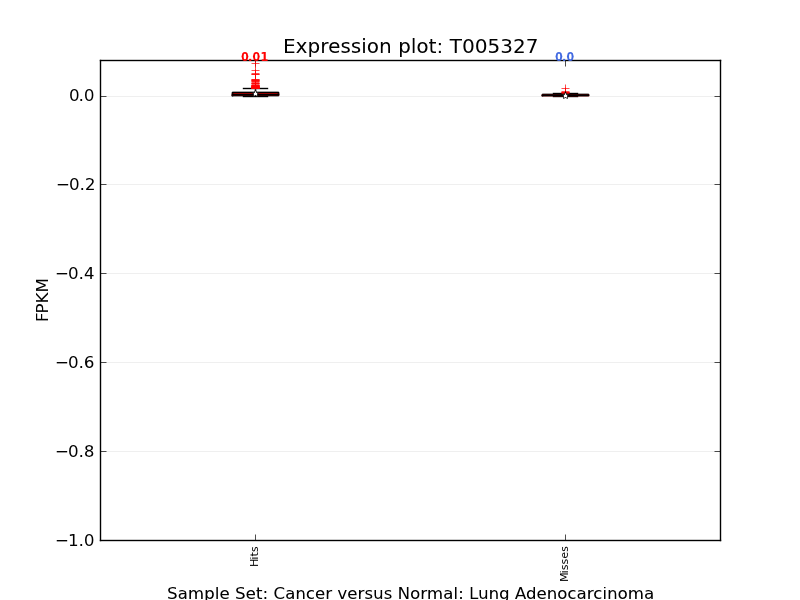 Expression plot: T005327
0.01
0.0
0.0
−0.2
−0.4
−0.6
−0.8
−1.0
FPKM
Hits
Misses
Sample Set: Cancer versus Normal: Lung Adenocarcinoma